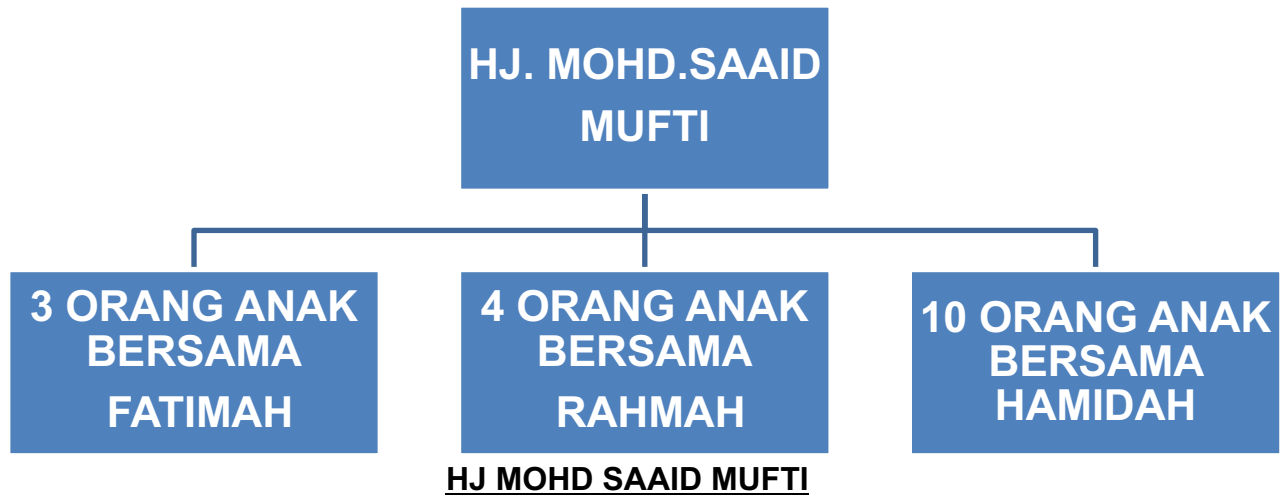 HJ. MOHD.SAAID
MUFTI
3 ORANG ANAK
BERSAMA
FATIMAH
4 ORANG ANAK
BERSAMA
RAHMAH
10 ORANG ANAK
BERSAMA
HAMIDAH
HJ MOHD SAAID MUFTI